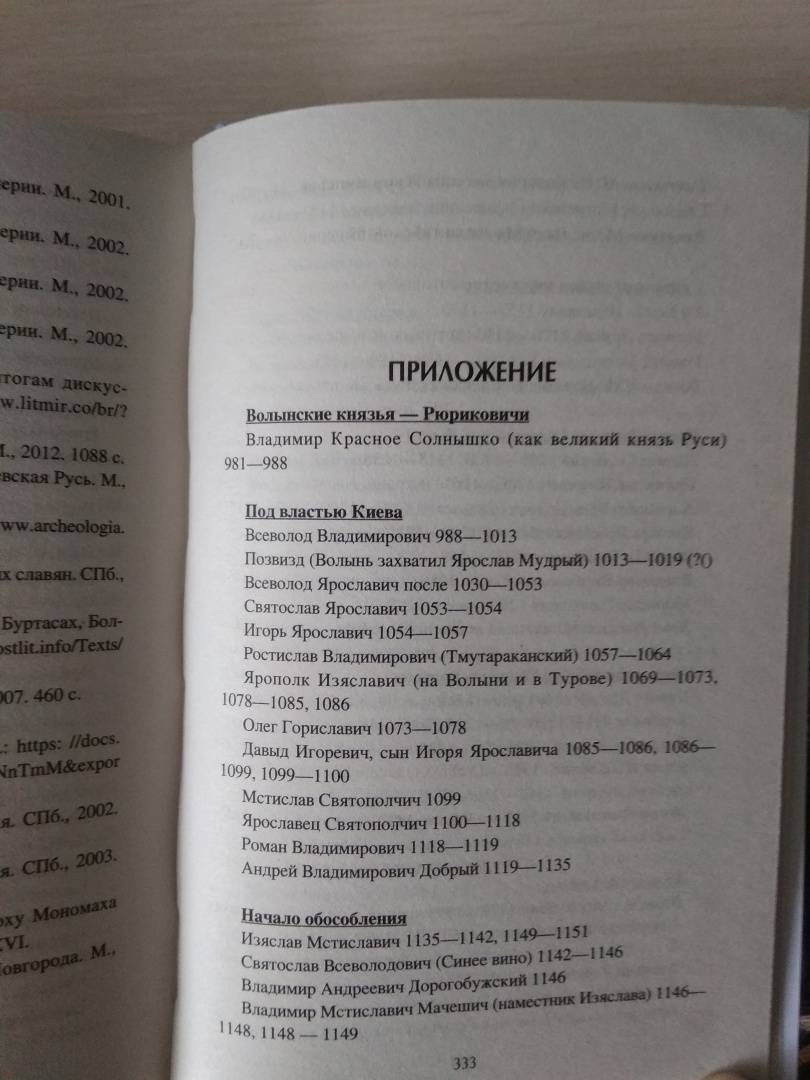 ерии. М., 2001.
ерии. М., 2002.
ерии. М., 2002.
ерии. М., 2002.
тогам дискус-
w.litmir.co/br/?
М., 2012. 1088 с.
евская Русь. М.,
ww.archeologia.
х славян. СПб.,
Буртасах, Бол-
ostlit.info/Texts/
007. 460 с.
.: https: //docs.
NnTmM&expor
я. СПб., 2002.
я. СПб., 2003.
оху Мономаха
XVI.
Новгорода. М.,
ПРИЛОЖЕНИЕ
Волынские князья — Рюриковичи
Владимир Красное Солнышко (как великий князь Руси)
981—988
Под властью Киева
Всеволод Владимирович 988—1013
Позвизд (Волынь захватил Ярослав Мудрый) 1013—1019 (?()
Всеволод Ярославич после 1030—1053
Святослав Ярославич 1053—1054
Игорь Ярославич 1054—1057
Ростислав Владимирович (Тмутараканский) 1057—1064
Ярополк Изяславич (на Волыни и в Турове) 1069—1073,
1078—1085, 1086
Олег Гориславич 1073—1078
Давыд Игоревич, сын Игоря Ярославича 1085—1086, 1086—
1099, 1099—1100
Мстислав Святополчич 1099
Ярославец Святополчич 1100—1118
Роман Владимирович 1118—1119
Андрей Владимирович Добрый 1119—1135
Начало обособления
Изяслав Мстиславич 1135—1142, 1149—1151
Святослав Всеволодович (Синее вино) 1142—1146
Владимир Андреевич Дорогобужский 1146
Владимир Мстиславич Мачешич (наместник Изяслава) 1146—
1148, 1148 — 1149
333